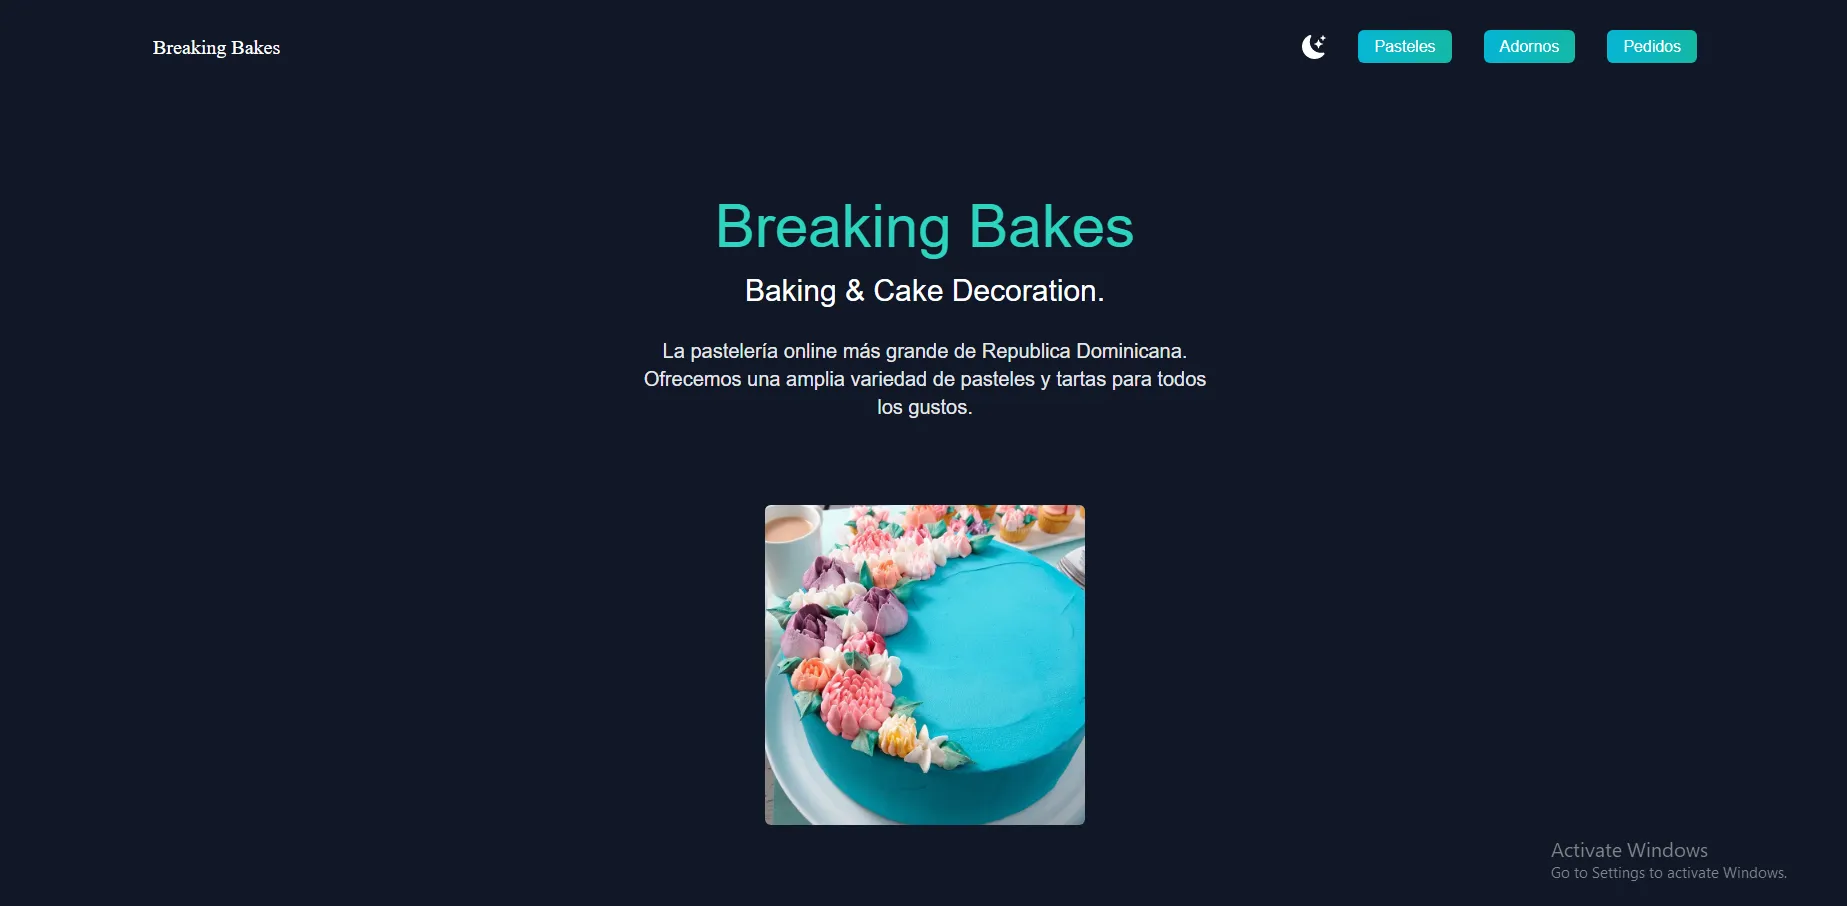 Breaking Bakes
Pasteles
Adornos
Pedidos
Breaking Bakes
Baking & Cake Decoration.
La pastelería online más grande de Republica Dominicana.
Ofrecemos una amplia variedad de pasteles y tartas para todos
los gustos.
Activate Windows
Go to Settings to activate Windows.